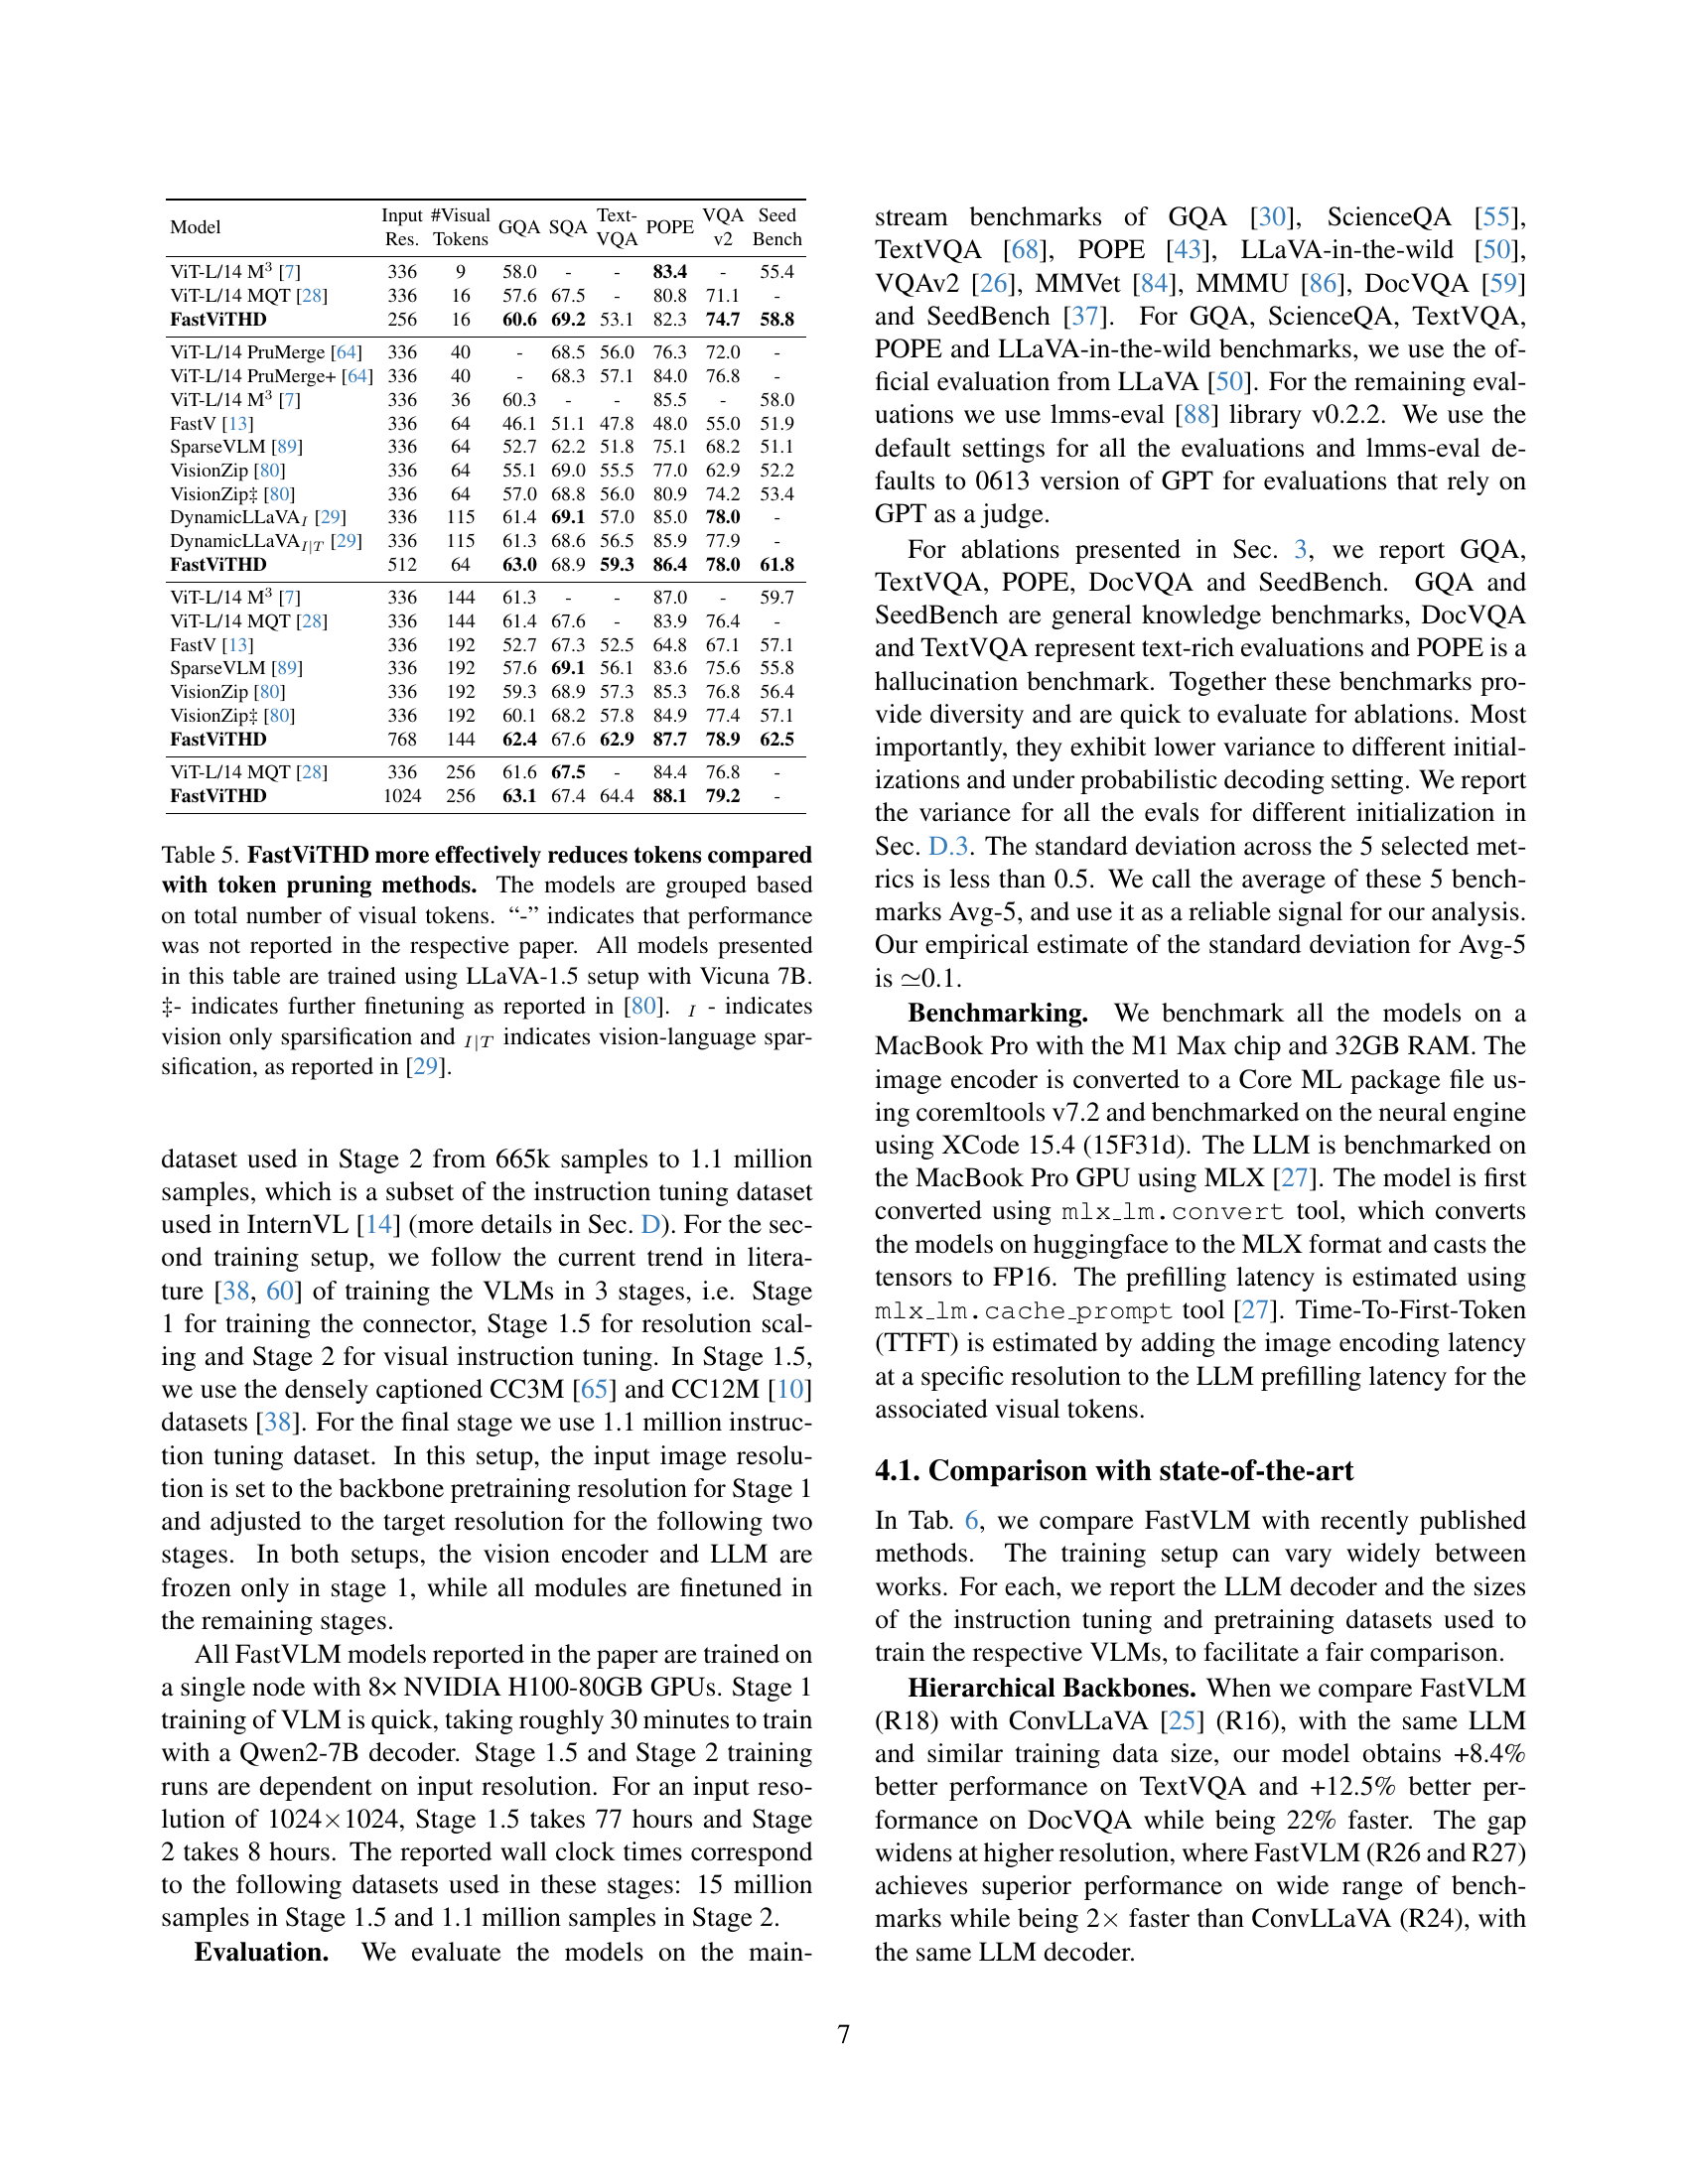 Model Input #Visual GQA SQA Text- POPE VQA Seed
Res. Tokens VQA v2 Bench
ViT-L/14 M³ [7] 336 9 58.0 - - 83.4 - 55.4
ViT-L/14 MQT [28] 336 16 57.6 67.5 - 80.8 71.1 -
FastViTHD 256 16 60.6 69.2 53.1 82.3 74.7 58.8
ViT-L/14 PruMerge [64] 336 40 - 68.5 56.0 76.3 72.0 -
ViT-L/14 PruMerge+ [64] 336 40 - 68.3 57.1 84.0 76.8 -
ViT-L/14 M³ [7] 336 36 60.3 - - 85.5 - 58.0
FastV [13] 336 64 46.1 51.1 47.8 48.0 55.0 51.9
SparseVLM [89] 336 64 52.7 62.2 51.8 75.1 68.2 51.1
VisionZip [80] 336 64 55.1 69.0 55.5 77.0 62.9 52.2
VisionZip‡ [80] 336 64 57.0 68.8 56.0 80.9 74.2 53.4
DynamicLLaVA_I [29] 336 115 61.4 69.1 57.0 85.0 78.0 -
DynamicLLaVA_I|T [29] 336 115 61.3 68.6 56.5 85.9 77.9 -
FastViTHD 512 64 63.0 68.9 59.3 86.4 78.0 61.8
ViT-L/14 M³ [7] 336 144 61.3 - - 87.0 - 59.7
ViT-L/14 MQT [28] 336 144 61.4 67.6 - 83.9 76.4 -
FastV [13] 336 192 52.7 67.3 52.5 64.8 67.1 57.1
SparseVLM [89] 336 192 57.6 69.1 56.1 83.6 75.6 55.8
VisionZip [80] 336 192 59.3 68.9 57.3 85.3 76.8 56.4
VisionZip‡ [80] 336 192 60.1 68.2 57.8 84.9 77.4 57.1
FastViTHD 768 144 62.4 67.6 62.9 87.7 78.9 62.5
ViT-L/14 MQT [28] 336 256 61.6 67.5 - 84.4 76.8 -
FastViTHD 1024 256 63.1 67.4 64.4 88.1 79.2 -
Table 5. FastViTHD more effectively reduces tokens compared
with token pruning methods. The models are grouped based
on total number of visual tokens. “-” indicates that performance
was not reported in the respective paper. All models presented
in this table are trained using LLaVA-1.5 setup with Vicuna 7B.
‡- indicates further finetuning as reported in [80]. I - indicates
vision only sparsification and I|T indicates vision-language spar-
sification, as reported in [29].
dataset used in Stage 2 from 665k samples to 1.1 million
samples, which is a subset of the instruction tuning dataset
used in InternVL [14] (more details in Sec. D). For the sec-
ond training setup, we follow the current trend in litera-
ture [38, 60] of training the VLMs in 3 stages, i.e. Stage
1 for training the connector, Stage 1.5 for resolution scal-
ing and Stage 2 for visual instruction tuning. In Stage 1.5,
we use the densely captioned CC3M [65] and CC12M [10]
datasets [38]. For the final stage we use 1.1 million instruc-
tion tuning dataset. In this setup, the input image resolu-
tion is set to the backbone pretraining resolution for Stage 1
and adjusted to the target resolution for the following two
stages. In both setups, the vision encoder and LLM are
frozen only in stage 1, while all modules are finetuned in
the remaining stages.
All FastVLM models reported in the paper are trained on
a single node with 8× NVIDIA H100-80GB GPUs. Stage 1
training of VLM is quick, taking roughly 30 minutes to train
with a Qwen2-7B decoder. Stage 1.5 and Stage 2 training
runs are dependent on input resolution. For an input reso-
lution of 1024×1024, Stage 1.5 takes 77 hours and Stage
2 takes 8 hours. The reported wall clock times correspond
to the following datasets used in these stages: 15 million
samples in Stage 1.5 and 1.1 million samples in Stage 2.
Evaluation. We evaluate the models on the main-
stream benchmarks of GQA [30], ScienceQA [55],
TextVQA [68], POPE [43], LLaVA-in-the-wild [50],
VQAv2 [26], MMVet [84], MMMU [86], DocVQA [59]
and SeedBench [37]. For GQA, ScienceQA, TextVQA,
POPE and LLaVA-in-the-wild benchmarks, we use the of-
ficial evaluation from LLaVA [50]. For the remaining eval-
uations we use lmms-eval [88] library v0.2.2. We use the
default settings for all the evaluations and lmms-eval de-
faults to 0613 version of GPT for evaluations that rely on
GPT as a judge.
For ablations presented in Sec. 3, we report GQA,
TextVQA, POPE, DocVQA and SeedBench. GQA and
SeedBench are general knowledge benchmarks, DocVQA
and TextVQA represent text-rich evaluations and POPE is a
hallucination benchmark. Together these benchmarks pro-
vide diversity and are quick to evaluate for ablations. Most
importantly, they exhibit lower variance to different initial-
izations and under probabilistic decoding setting. We report
the variance for all the evals for different initialization in
Sec. D.3. The standard deviation across the 5 selected met-
rics is less than 0.5. We call the average of these 5 bench-
marks Avg-5, and use it as a reliable signal for our analysis.
Our empirical estimate of the standard deviation for Avg-5
is ≃0.1.
Benchmarking. We benchmark all the models on a
MacBook Pro with the M1 Max chip and 32GB RAM. The
image encoder is converted to a Core ML package file us-
ing coremltools v7.2 and benchmarked on the neural engine
using XCode 15.4 (15F31d). The LLM is benchmarked on
the MacBook Pro GPU using MLX [27]. The model is first
converted using mlx_lm.convert tool, which converts
the models on huggingface to the MLX format and casts the
tensors to FP16. The prefilling latency is estimated using
mlx_lm.cache_prompt tool [27]. Time-To-First-Token
(TTFT) is estimated by adding the image encoding latency
at a specific resolution to the LLM prefilling latency for the
associated visual tokens.
4.1. Comparison with state-of-the-art
In Tab. 6, we compare FastVLM with recently published
methods. The training setup can vary widely between
works. For each, we report the LLM decoder and the sizes
of the instruction tuning and pretraining datasets used to
train the respective VLMs, to facilitate a fair comparison.
Hierarchical Backbones. When we compare FastVLM
(R18) with ConvLLaVA [25] (R16), with the same LLM
and similar training data size, our model obtains +8.4%
better performance on TextVQA and +12.5% better per-
formance on DocVQA while being 22% faster. The gap
widens at higher resolution, where FastVLM (R26 and R27)
achieves superior performance on wide range of bench-
marks while being 2× faster than ConvLLaVA (R24), with
the same LLM decoder.
7